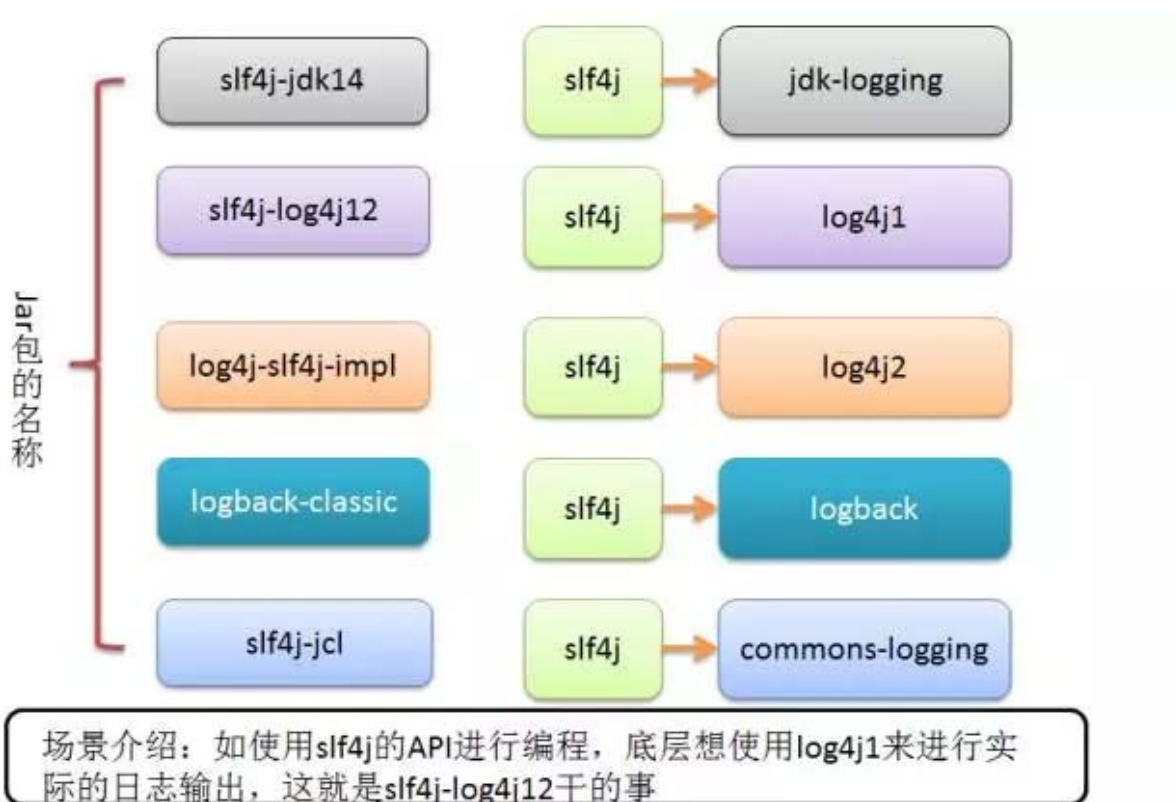 Jar包的名称
slf4j-jdk14
slf4j
jdk-logging
slf4j-log4j12
slf4j
log4j1
log4j-slf4j-impl
slf4j
log4j2
logback-classic
slf4j
logback
slf4j-jcl
slf4j
commons-logging
场景介绍：如使用slf4j的API进行编程，底层想使用log4j1来进行实
际的日志输出，这就是slf4j-log4j12干的事